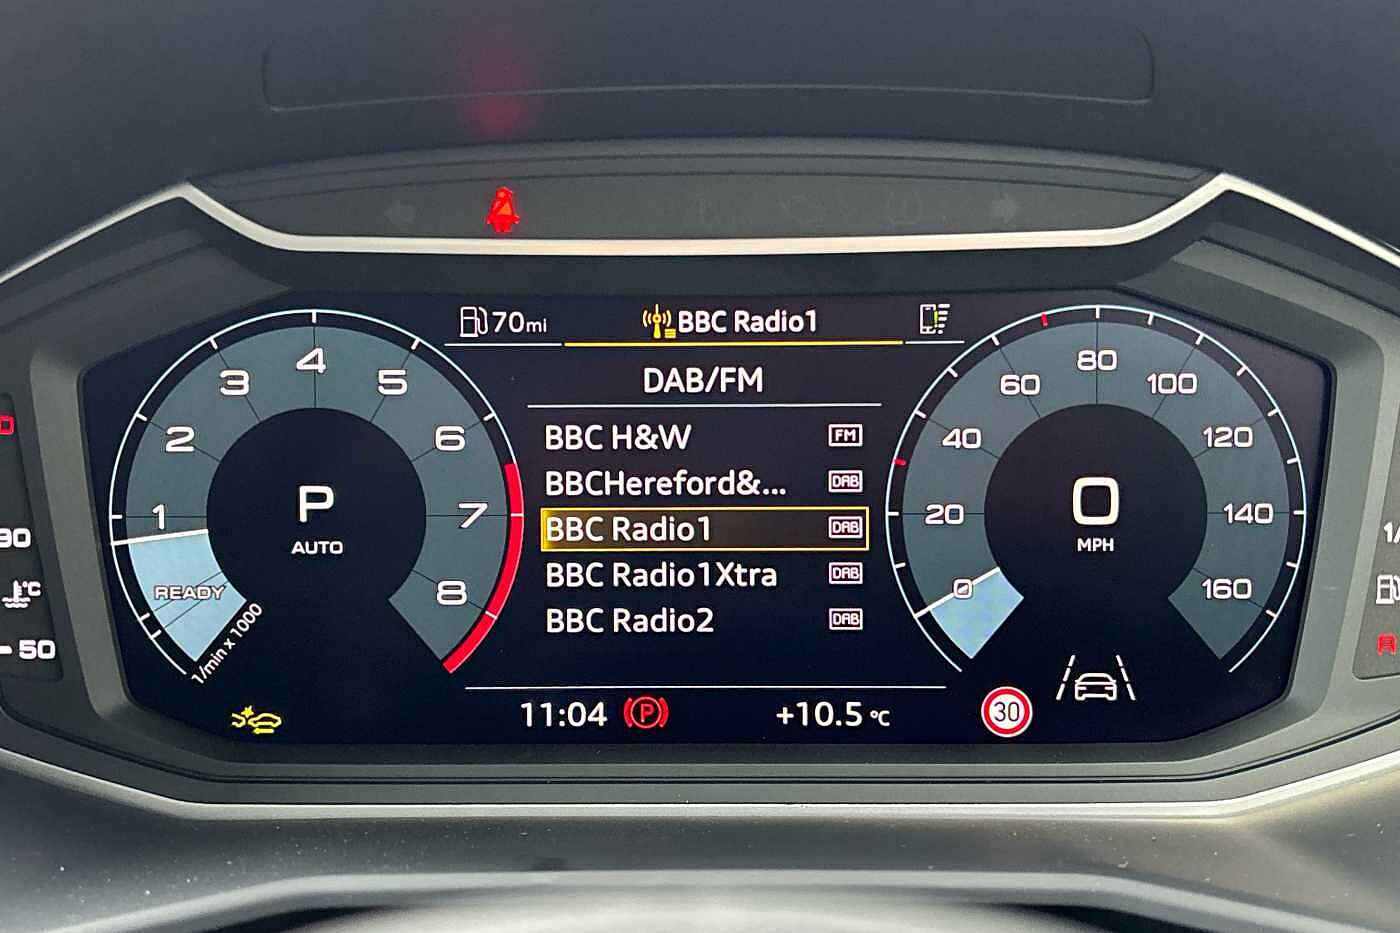 70mi
BBC Radio1
DAB/FM
BBC H&W FM
BBCHereford&... DAB
BBC Radio1 DAB
BBC Radio1Xtra DAB
BBC Radio2 DAB
11:04
P
+10.5 °C
1
2
3
4
5
6
7
8
P
AUTO
READY
1/min x 1000
0
20
40
60
80
100
120
140
160
0
MPH
30
90
°C
50